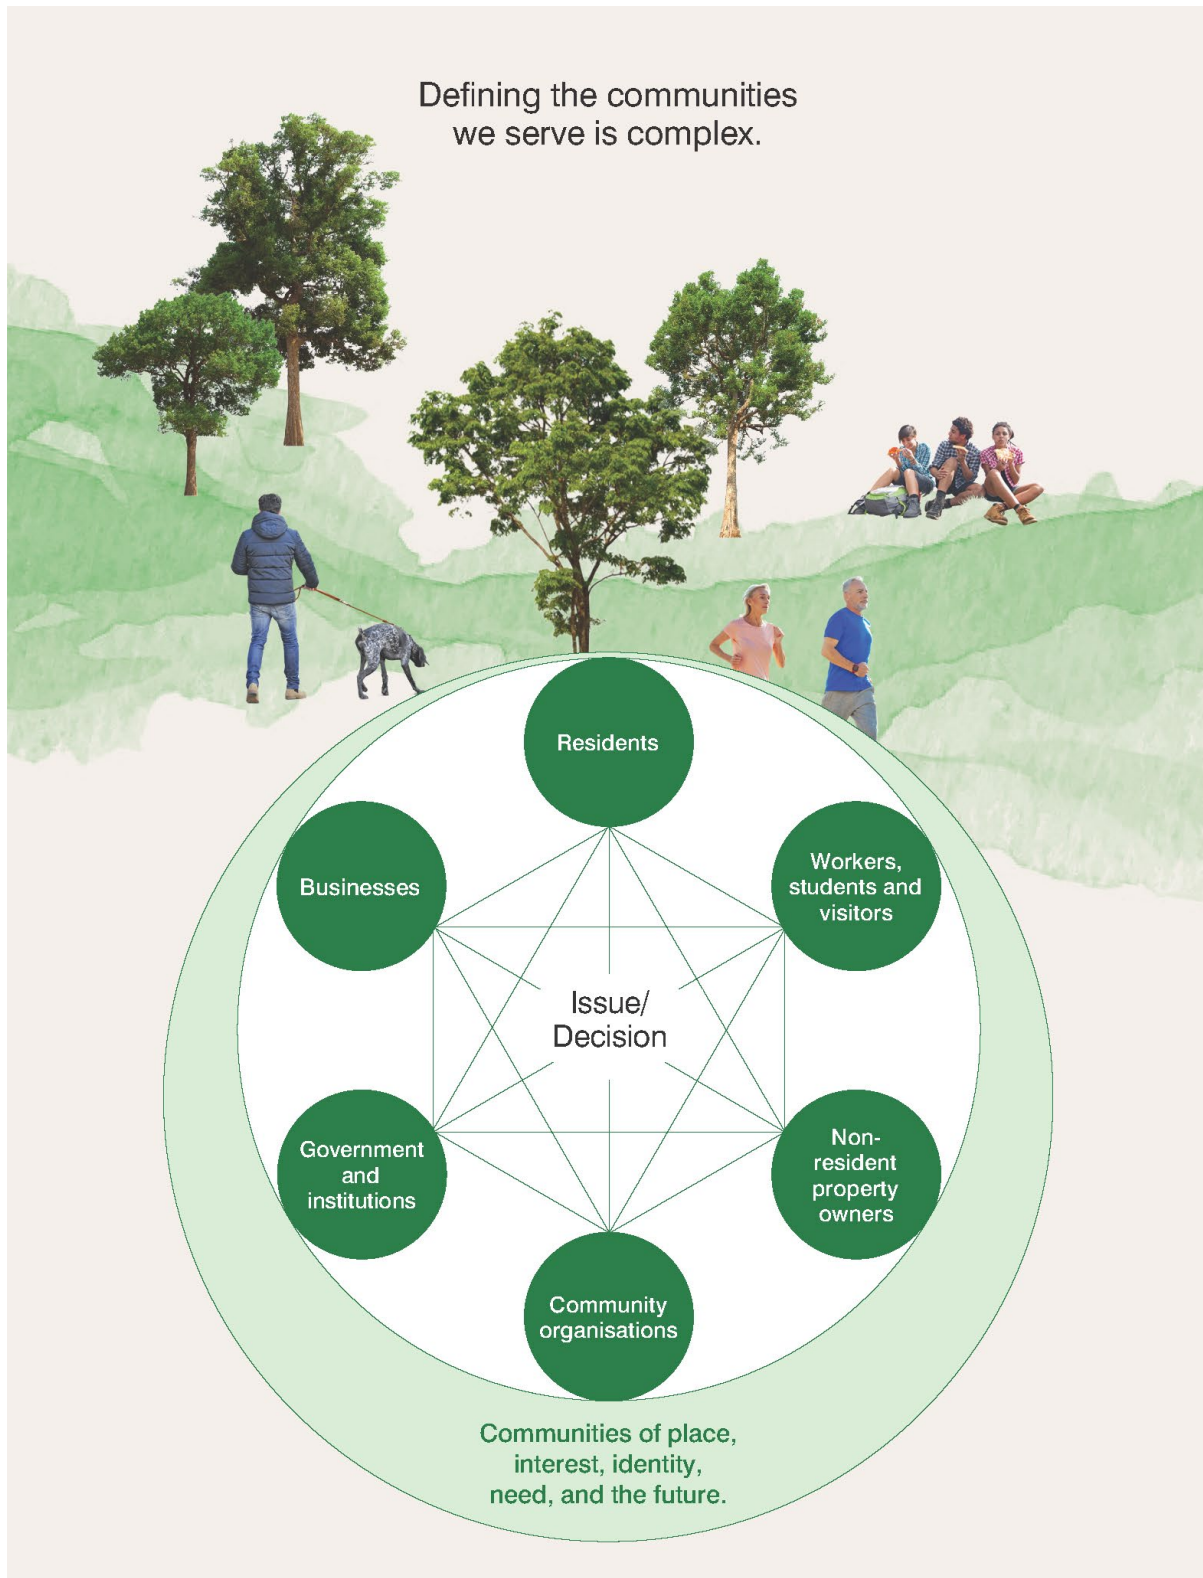 Defining the communities
we serve is complex.
Residents
Businesses
Workers,
students and
visitors
Issue/
Decision
Government
and
institutions
Non-
resident
property
owners
Community
organisations
Communities of place,
interest, identity,
need, and the future.